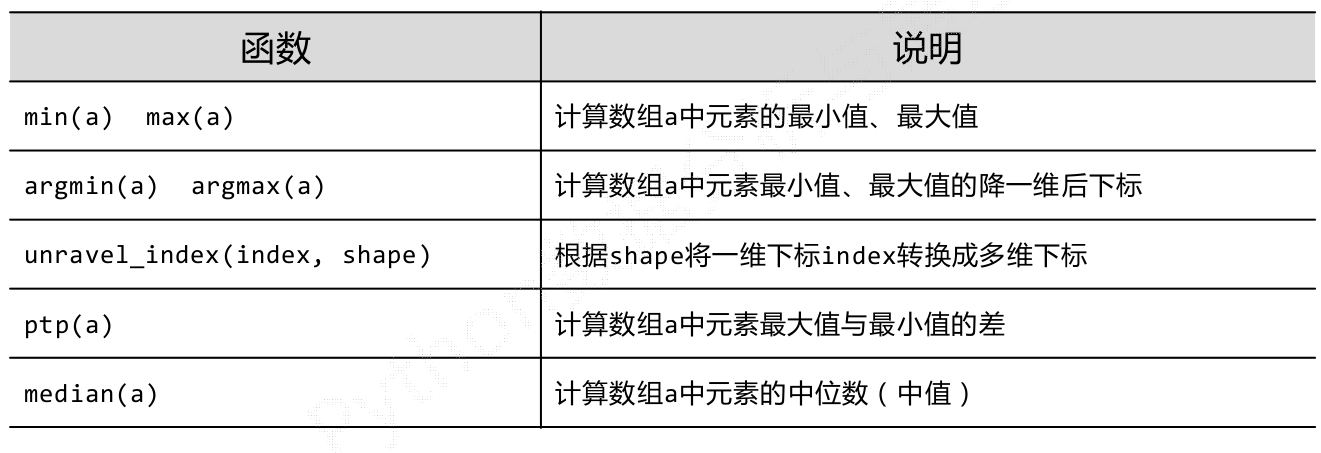 函数 说明
min(a) max(a) 计算数组a中元素的最小值、最大值
argmin(a) argmax(a) 计算数组a中元素最小值、最大值的降一维后下标
unravel_index(index, shape) 根据shape将一维下标index转换成多维下标
ptp(a) 计算数组a中元素最大值与最小值的差
median(a) 计算数组a中元素的中位数（中值）